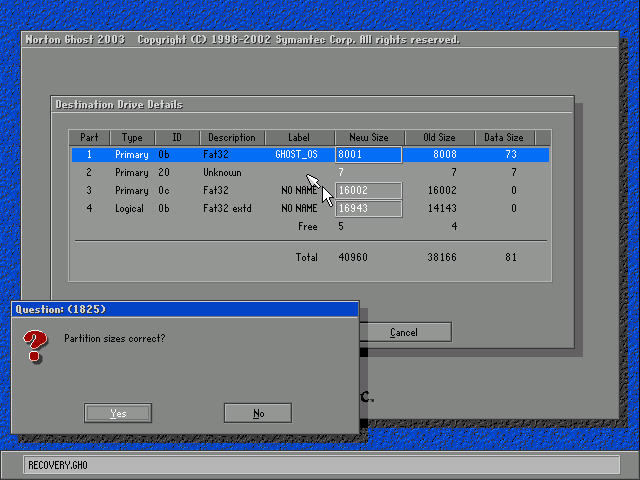 Norton Ghost 2003 Copyright (C) 1998-2002 Symantec Corp. All rights reserved.
Destination Drive Details
Part Type ID Description Label New Size Old Size Data Size
1 Primary 0b Fat32 GHOST_OS 8001 8008 73
2 Primary 20 Unknown 7 7 7
3 Primary 0c Fat32 NO NAME 16002 16002 0
4 Logical 0b Fat32 extd NO NAME 16943 14143 0
Free 5 4
Total 40960 38166 81
Cancel
Question: (1825)
Partition sizes correct?
Yes No
C.
RECOVERY.GHO